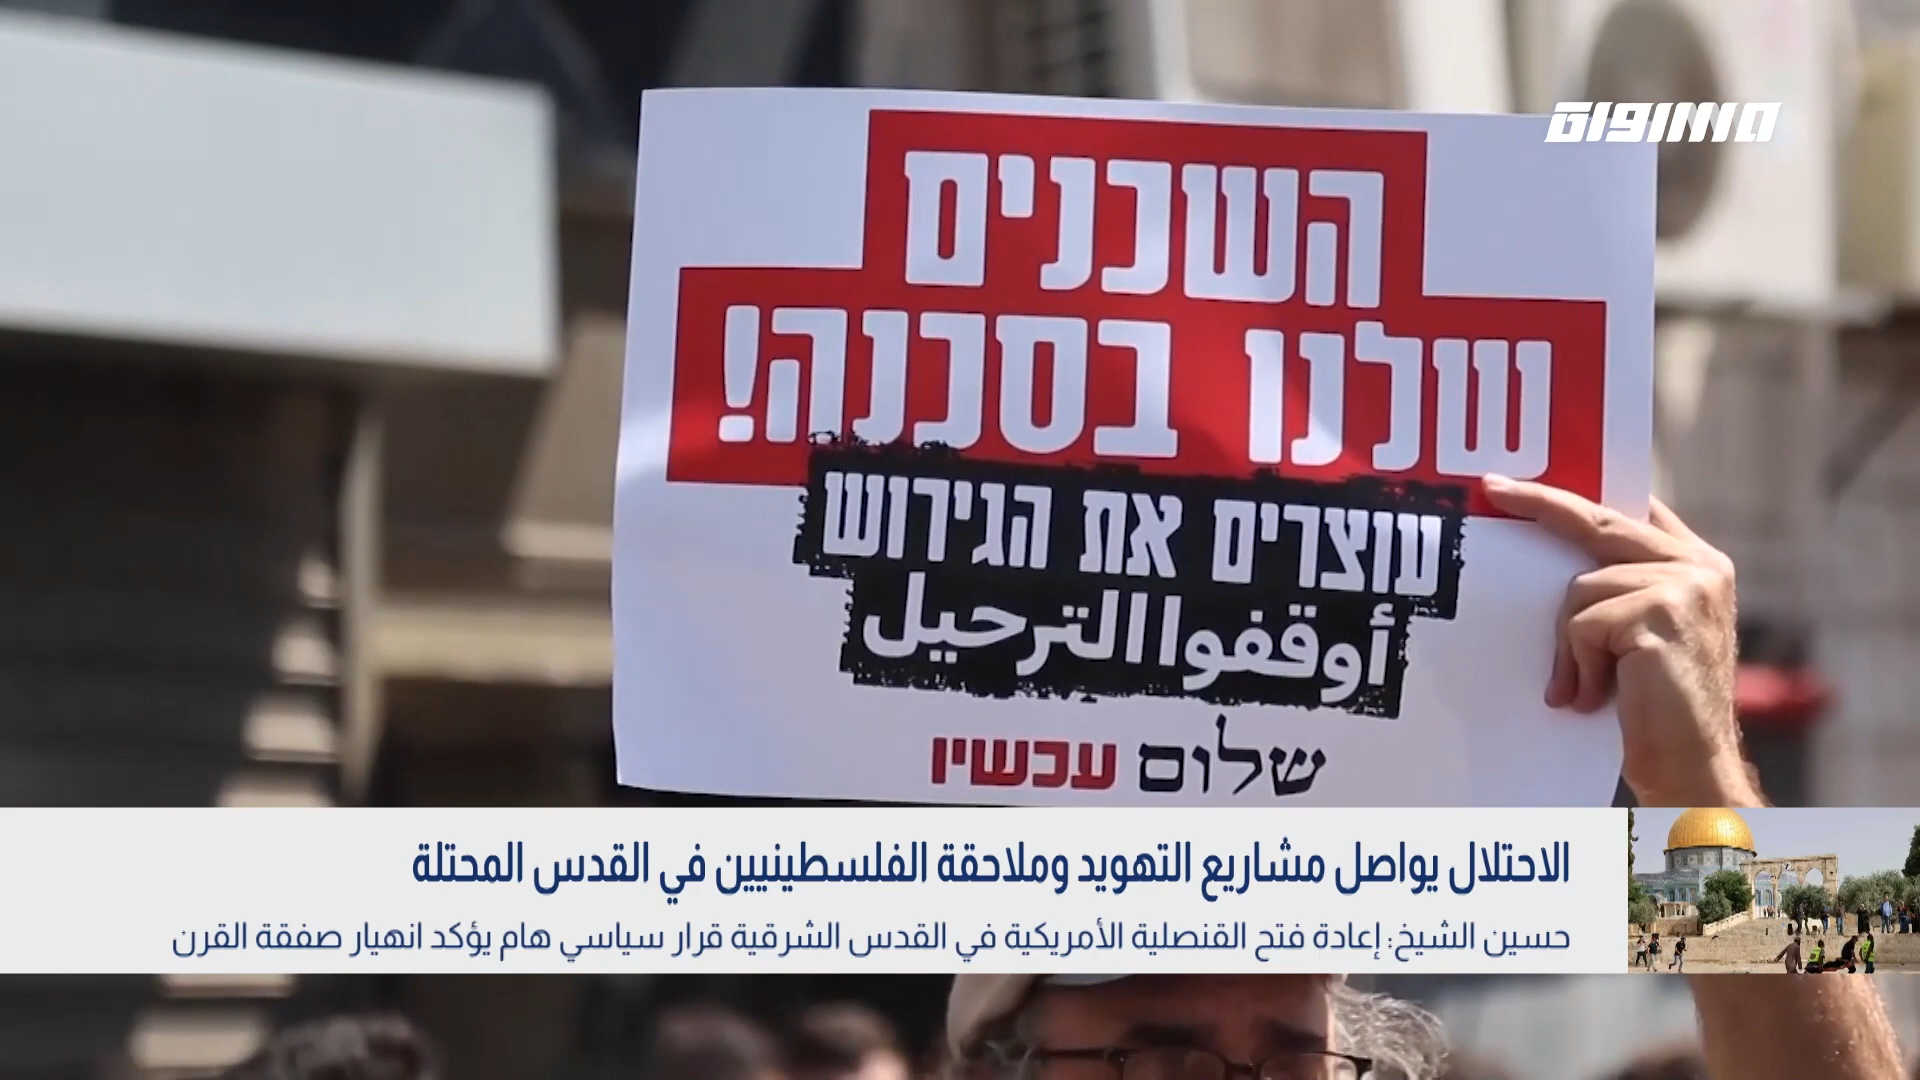 مساواة
השכנים
שלנו בסכנה!
עוצרים את הגירוש
أوقفوا الترحيل
שלום עכשיו
الاحتلال يواصل مشاريع التهويد وملاحقة الفلسطينيين في القدس المحتلة
حسين الشيخ: إعادة فتح القنصلية الأمريكية في القدس الشرقية قرار سياسي هام يؤكد انهيار صفقة القرن